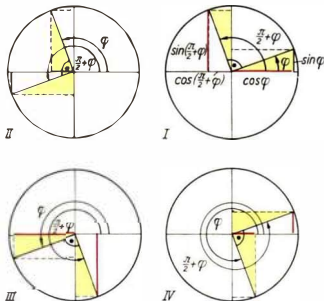 φ
π/2+φ
II
sin(π/2+φ)
π/2+φ
φ
sinφ
cos(π/2+φ)
cosφ
I
φ
π/2+φ
III
φ
π/2+φ
IV